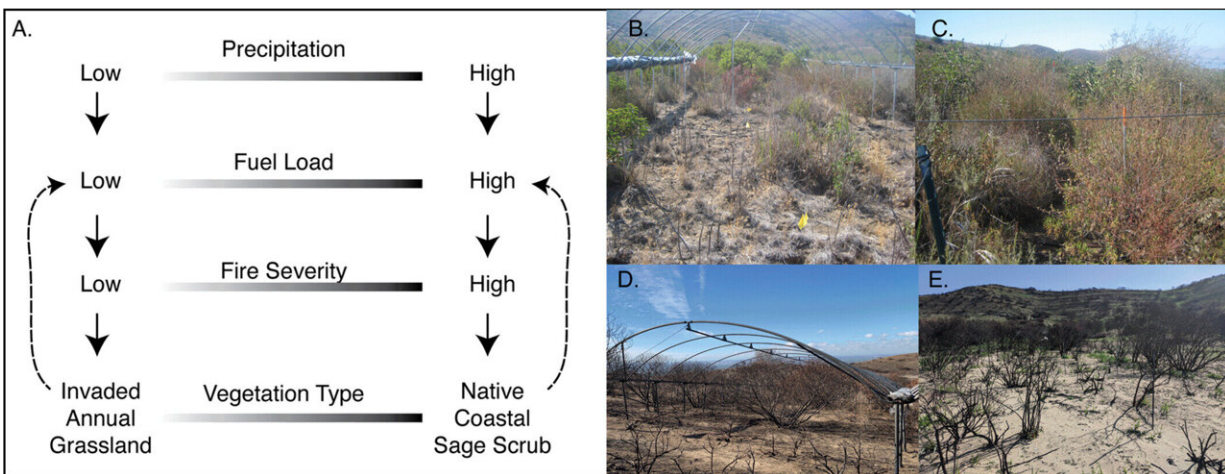 A.
Precipitation
Low High
Fuel Load
Low High
Fire Severity
Low High
Invaded
Annual
Grassland
Vegetation Type
Native
Coastal
Sage Scrub
B.
C.
D.
E.